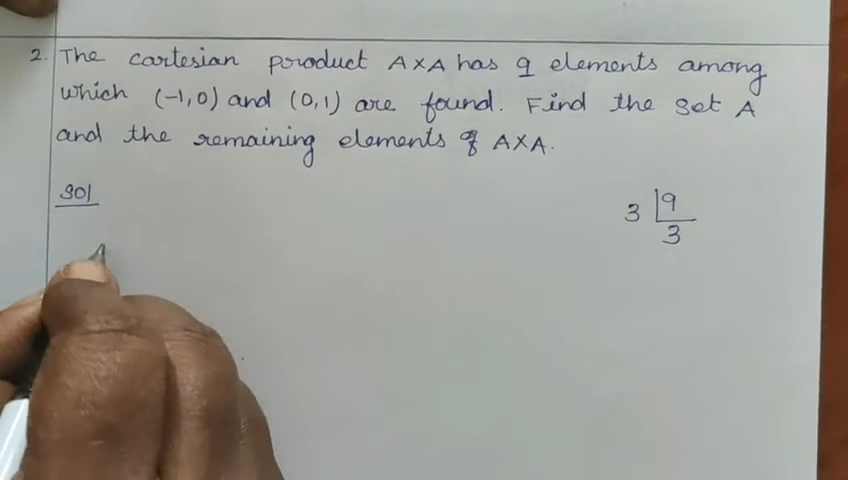 2. The cartesian product A×A has 9 elements among
which (-1,0) and (0,1) are found. Find the set A
and the remaining elements of A×A.
Sol
3 9
3